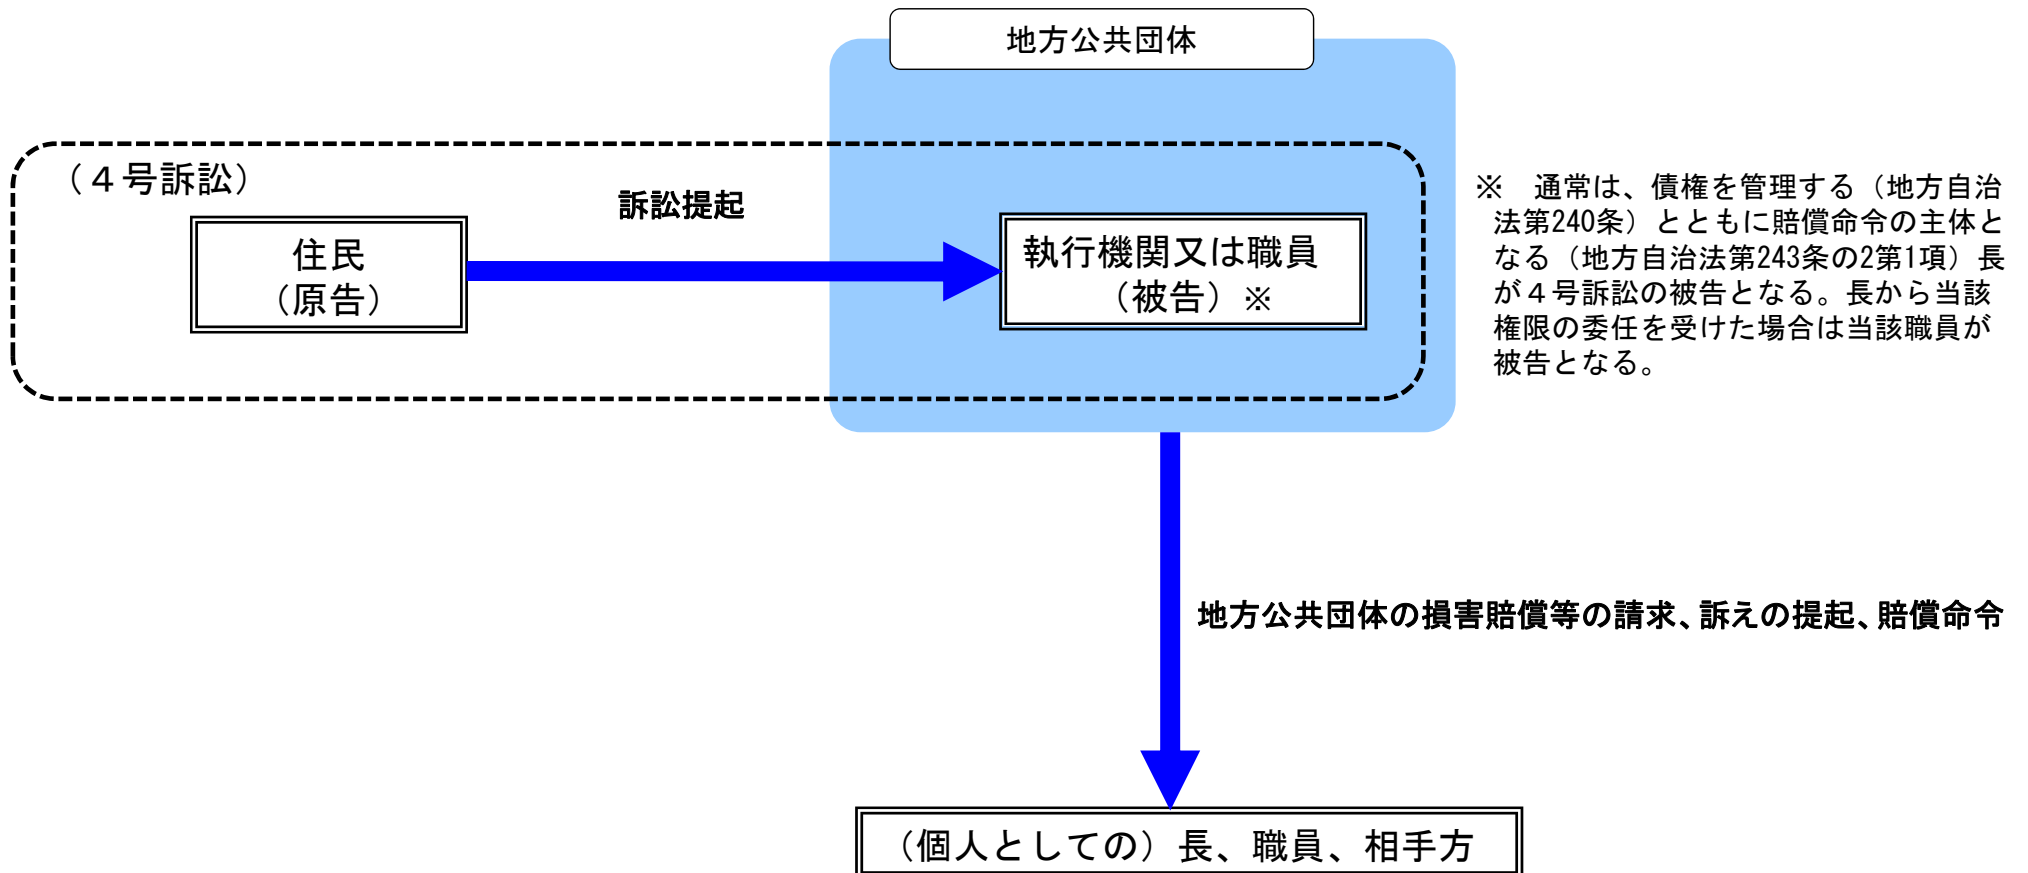 地方公共団体
（４号訴訟）
訴訟提起
住民
（原告）
執行機関又は職員
（被告）※
※　通常は、債権を管理する（地方自治
法第240条）とともに賠償命令の主体と
なる（地方自治法第243条の2第1項）長
が４号訴訟の被告となる。長から当該
権限の委任を受けた場合は当該職員が
被告となる。
地方公共団体の損害賠償等の請求、訴えの提起、賠償命令
（個人としての）長、職員、相手方